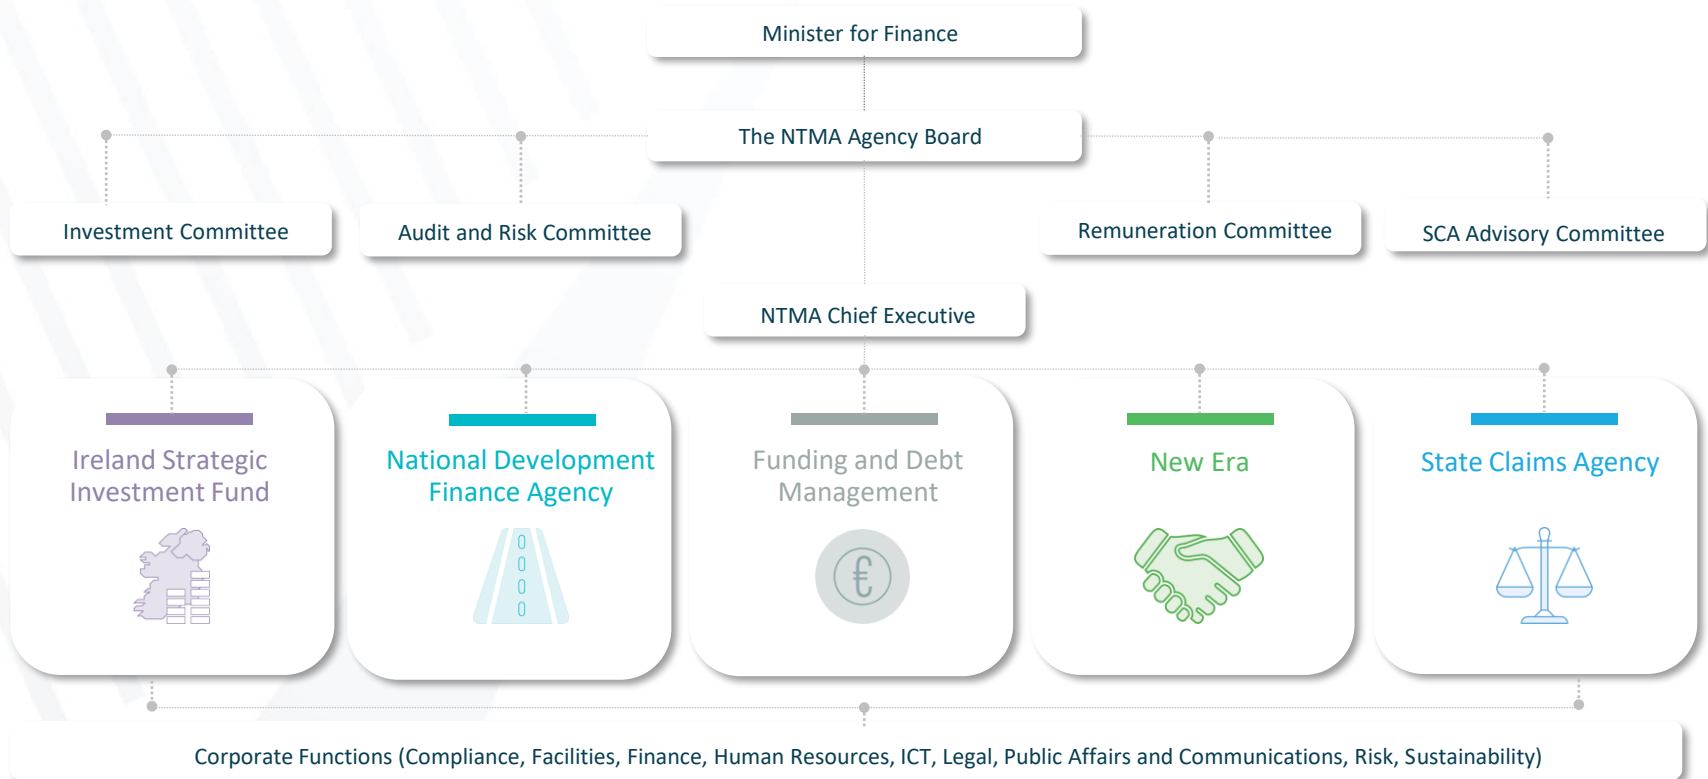 Minister for Finance
The NTMA Agency Board
Investment Committee
Audit and Risk Committee
Remuneration Committee
SCA Advisory Committee
NTMA Chief Executive
Ireland Strategic
Investment Fund
National Development
Finance Agency
Funding and Debt
Management
€
New Era
State Claims Agency
Corporate Functions (Compliance, Facilities, Finance, Human Resources, ICT, Legal, Public Affairs and Communications, Risk, Sustainability)